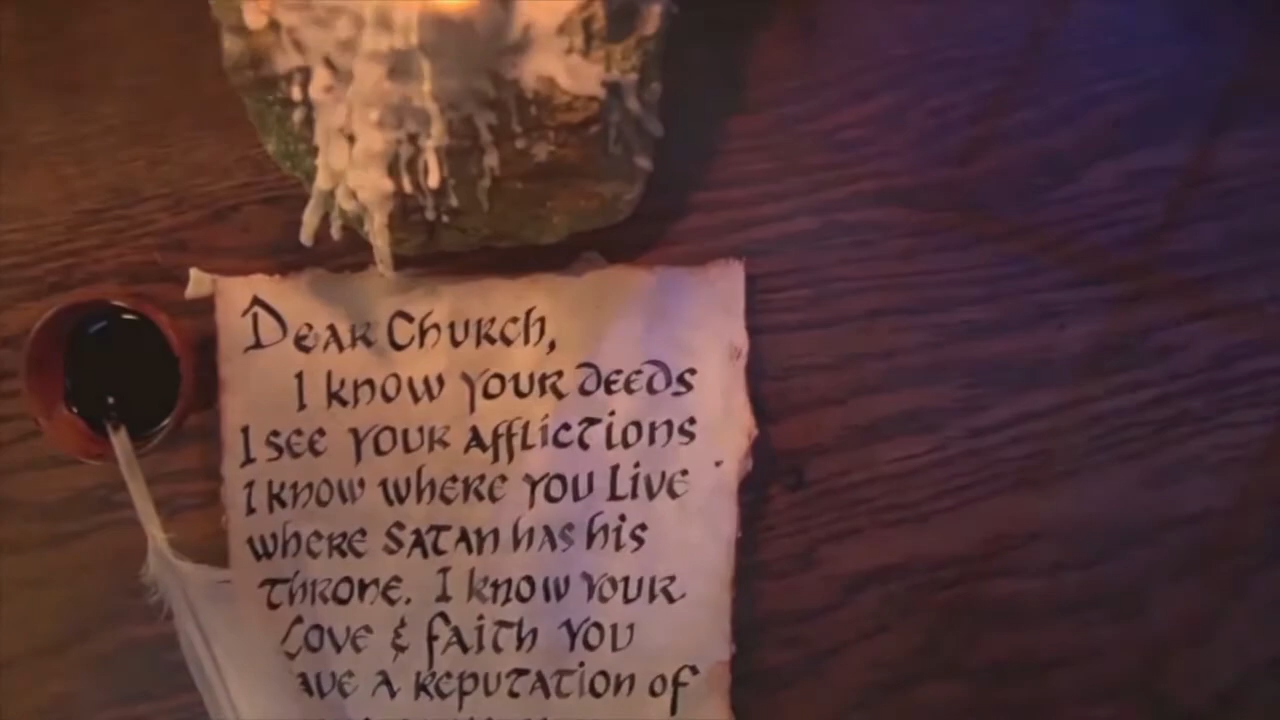 Dear Church,
I know your deeds
I see your afflictions
I know where you live
where Satan has his
throne. I know your
Love & faith you
ave a reputation of